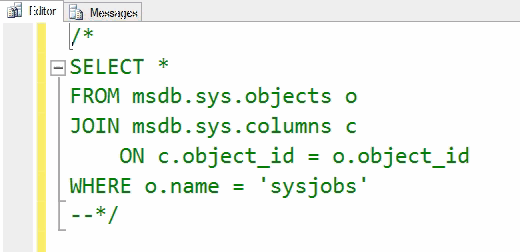 Editor Messages
/*
SELECT *
FROM msdb.sys.objects o
JOIN msdb.sys.columns c
    ON c.object_id = o.object_id
WHERE o.name = 'sysjobs'
--*/